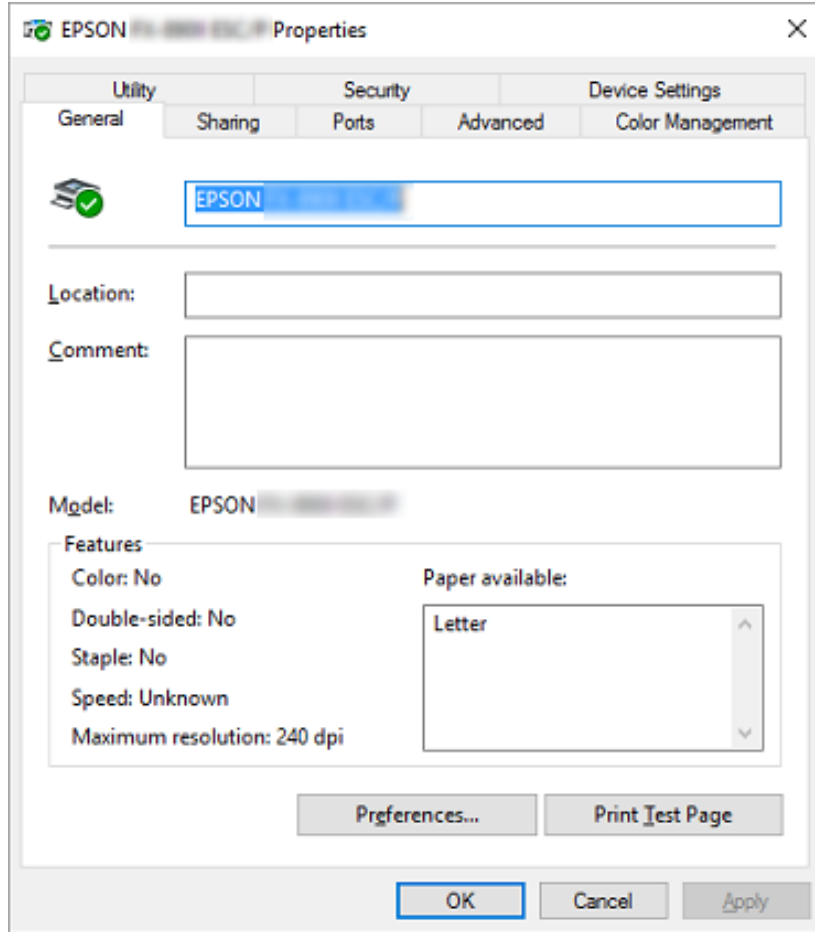 EPSON Properties
Utility Security Device Settings
General Sharing Ports Advanced Color Management
EPSON
Location:
Comment:
Model: EPSON
Features
Color: No
Double-sided: No
Staple: No
Speed: Unknown
Maximum resolution: 240 dpi
Paper available:
Letter
Preferences... Print Test Page
OK Cancel Apply